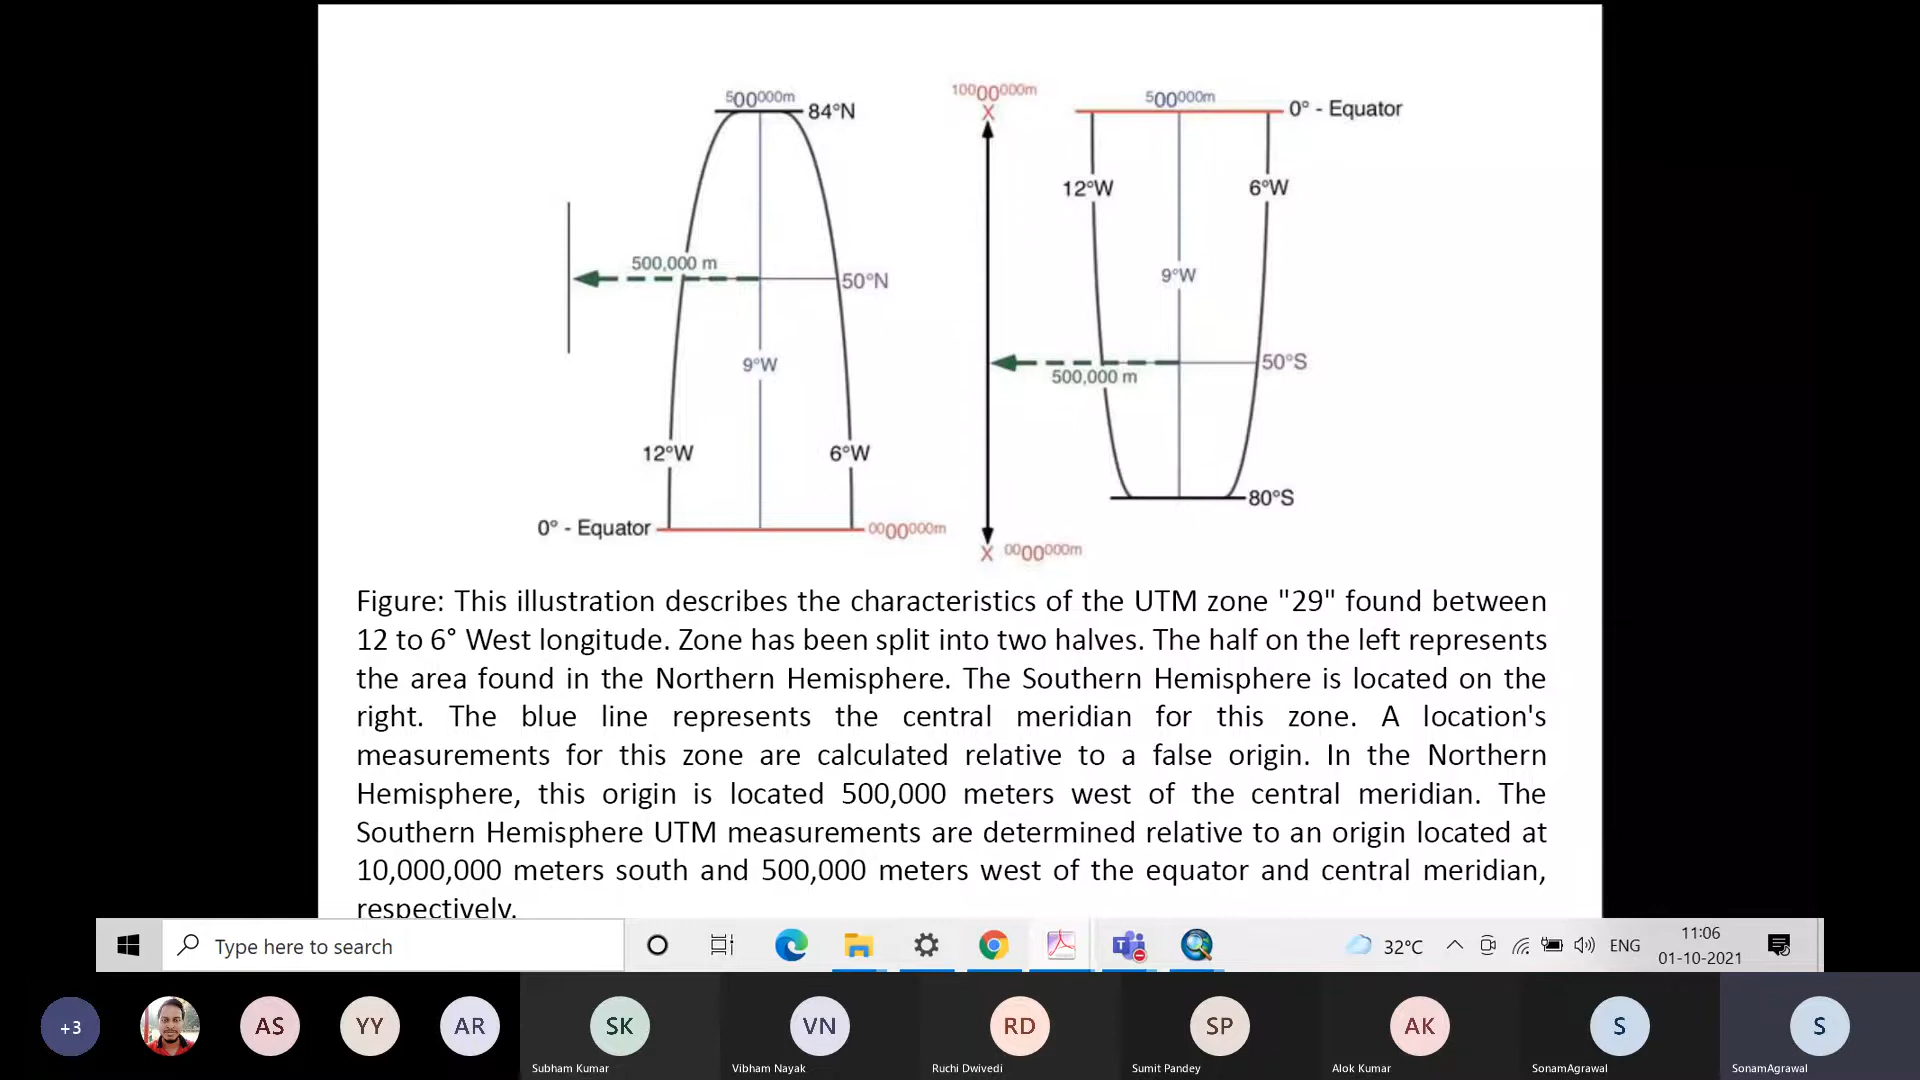 500000m
84°N
500,000 m
50°N
9°W
12°W
6°W
0° - Equator
0000000m
10000000m
X
500000m
0° - Equator
12°W
6°W
9°W
500,000 m
50°S
80°S
X 0000000m
Figure: This illustration describes the characteristics of the UTM zone "29" found between
12 to 6° West longitude. Zone has been split into two halves. The half on the left represents
the area found in the Northern Hemisphere. The Southern Hemisphere is located on the
right. The blue line represents the central meridian for this zone. A location's
measurements for this zone are calculated relative to a false origin. In the Northern
Hemisphere, this origin is located 500,000 meters west of the central meridian. The
Southern Hemisphere UTM measurements are determined relative to an origin located at
10,000,000 meters south and 500,000 meters west of the equator and central meridian,
respectively.
Type here to search
32°C
ENG
11:06
01-10-2021
+3
AS
YY
AR
SK
Subham Kumar
VN
Vibham Nayak
RD
Ruchi Dwivedi
SP
Sumit Pandey
AK
Alok Kumar
S
SonamAgrawal
S
SonamAgrawal